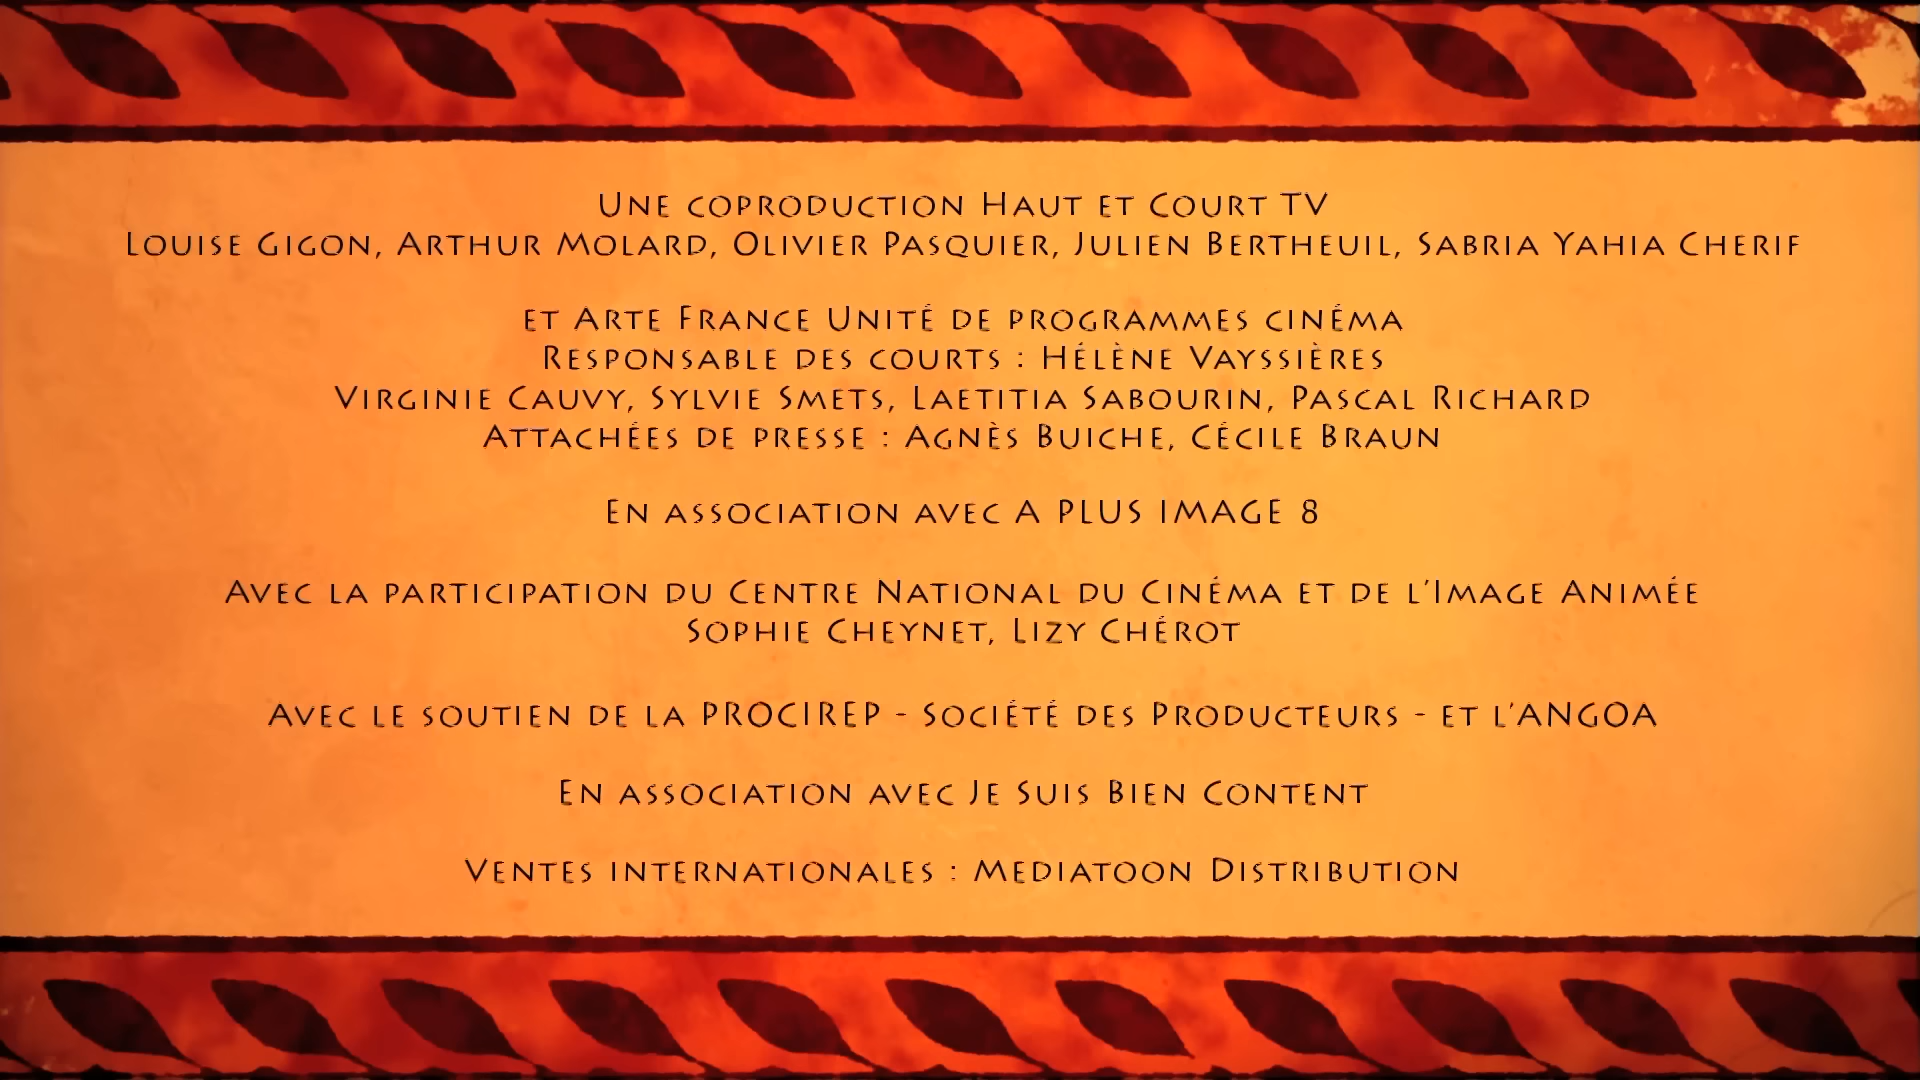 Une coproduction Haut et Court TV
Louise Gigon, Arthur Molard, Olivier Pasquier, Julien Bertheuil, Sabria Yahia Cherif
et Arte France Unité de programmes cinéma
Responsable des courts : Hélène Vayssières
Virginie Cauvy, Sylvie Smets, Laetitia Sabourin, Pascal Richard
Attachées de presse : Agnès Buiche, Cécile Braun
En association avec A PLUS IMAGE 8
Avec la participation du Centre National du Cinéma et de l'Image Animée
Sophie Cheynet, Lizy Chérot
Avec le soutien de la PROCIREP - Société des Producteurs - et l'ANGOA
En association avec Je Suis Bien Content
Ventes internationales : Mediatoon Distribution